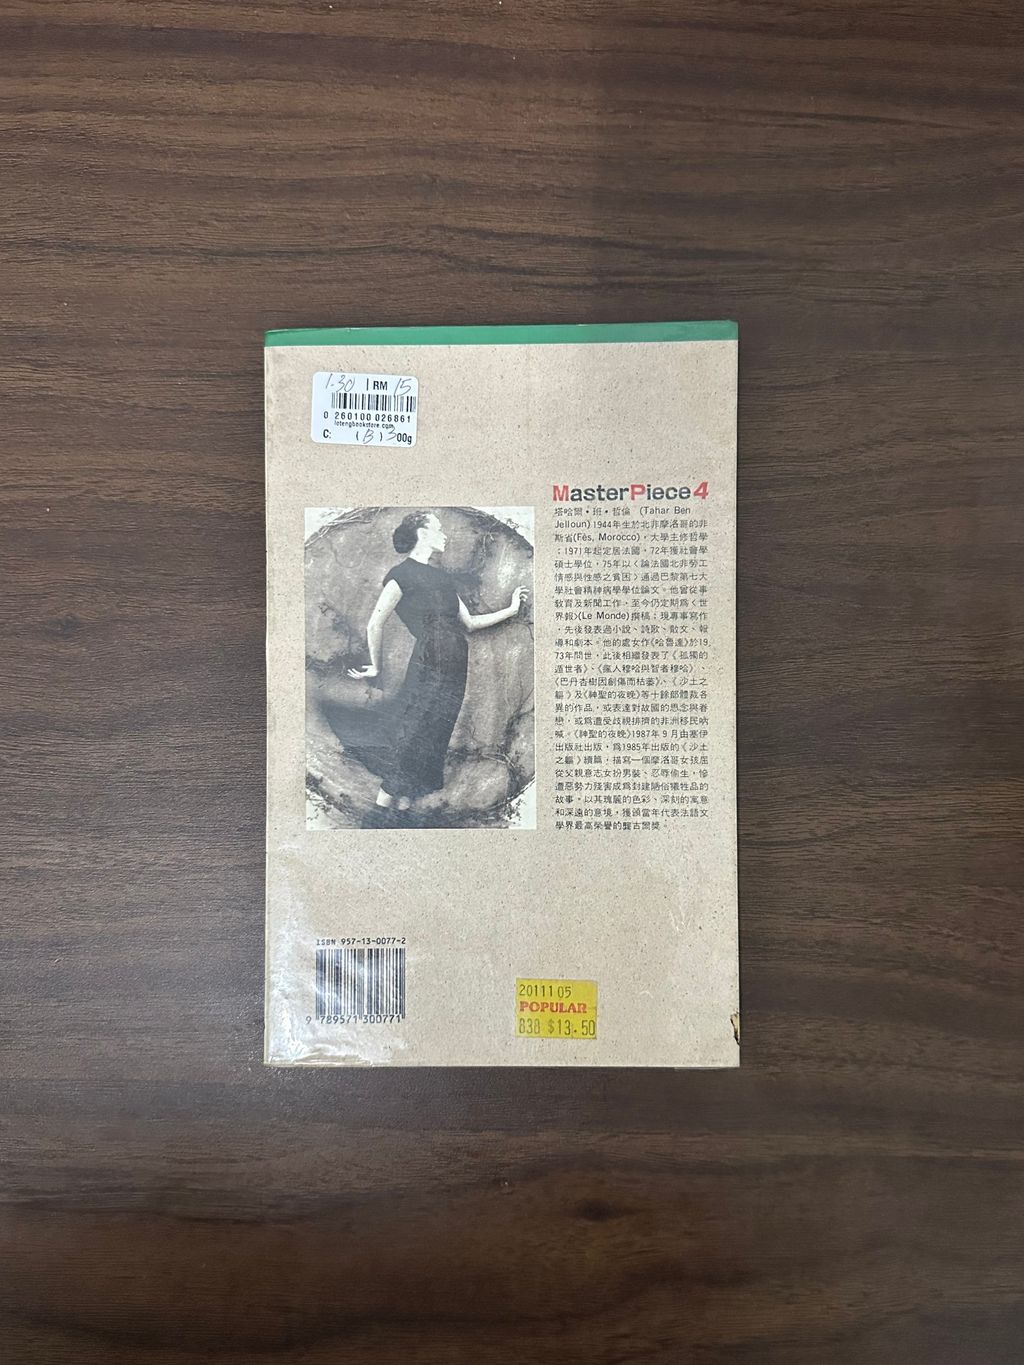 1.30 | RM 15
0 260100 026861
lotengbookstore.com
C: (B) 300g
MasterPiece4
塔哈爾・班・哲倫 (Tahar Ben
Jelloun) 1944年生於北非摩洛哥的非
斯省(Fès, Morocco)，大學主修哲學
；1971年起定居法國，72年獲社會學
碩士學位，75年以〈論法國北非勞工
情感與性感之貧困〉通過巴黎第七大
學社會精神病學學位論文。他曾從事
教育及新聞工作，至今仍定期為〈世
界報〉(Le Monde)撰稿；現專事寫作
，先後發表過小說、詩歌、散文、報
導和劇本。他的處女作《哈魯達》於19
73年問世，此後相繼發表了《孤獨的
遁世者》、《瘋人穆哈與智者穆哈》、
《巴丹杏樹因創傷而枯萎》、《沙土之
軀》及《神聖的夜晚》等十餘部體裁各
異的作品，或表達對故國的思念與眷
戀，或為遭受歧視排擠的非洲移民吶
喊。《神聖的夜晚》1987年9月由塞伊
出版社出版，為1985年出版的《沙土
之軀》續篇，描寫一個摩洛哥女孩屈
從父親意志女扮男裝、忍辱偷生，慘
遭惡勢力殘害成為封建陋俗犧牲品的
故事，以其瑰麗的色彩、深刻的寓意
和深遠的意境，獲頒當年代表法語文
學界最高榮譽的龔古爾獎。
ISBN 957-13-0077-2
9 789571 300771
20111 05
POPULAR
838 $13.50